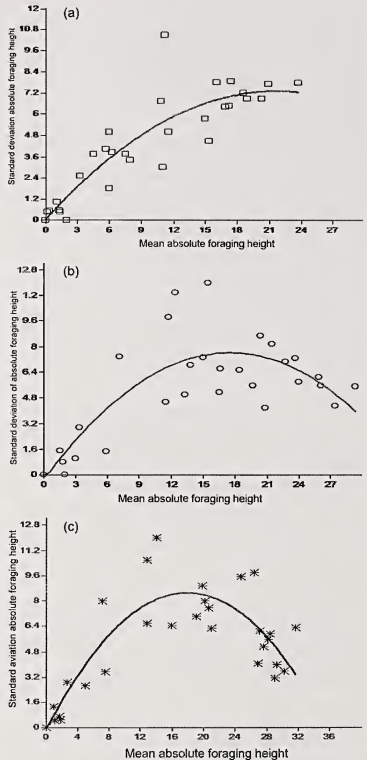 (a)
Standard deviation absolute foraging height
12
10.8
9.6
8.4
7.2
6
4.8
3.6
2.4
1.2
0
0 3 6 9 12 15 18 21 24 27
Mean absolute foraging height
(b)
Standard deviation of absolute foraging height
12.8
11.2
9.6
8
6.4
4.8
3.2
1.6
0
0 3 6 9 12 15 18 21 24 27
Mean absolute foraging height
(c)
Standard aviation absolute foraging height
12.8
11.2
9.6
8
6.4
4.8
3.2
1.6
0
0 4 8 12 16 20 24 28 32 36
Mean absolute foraging height